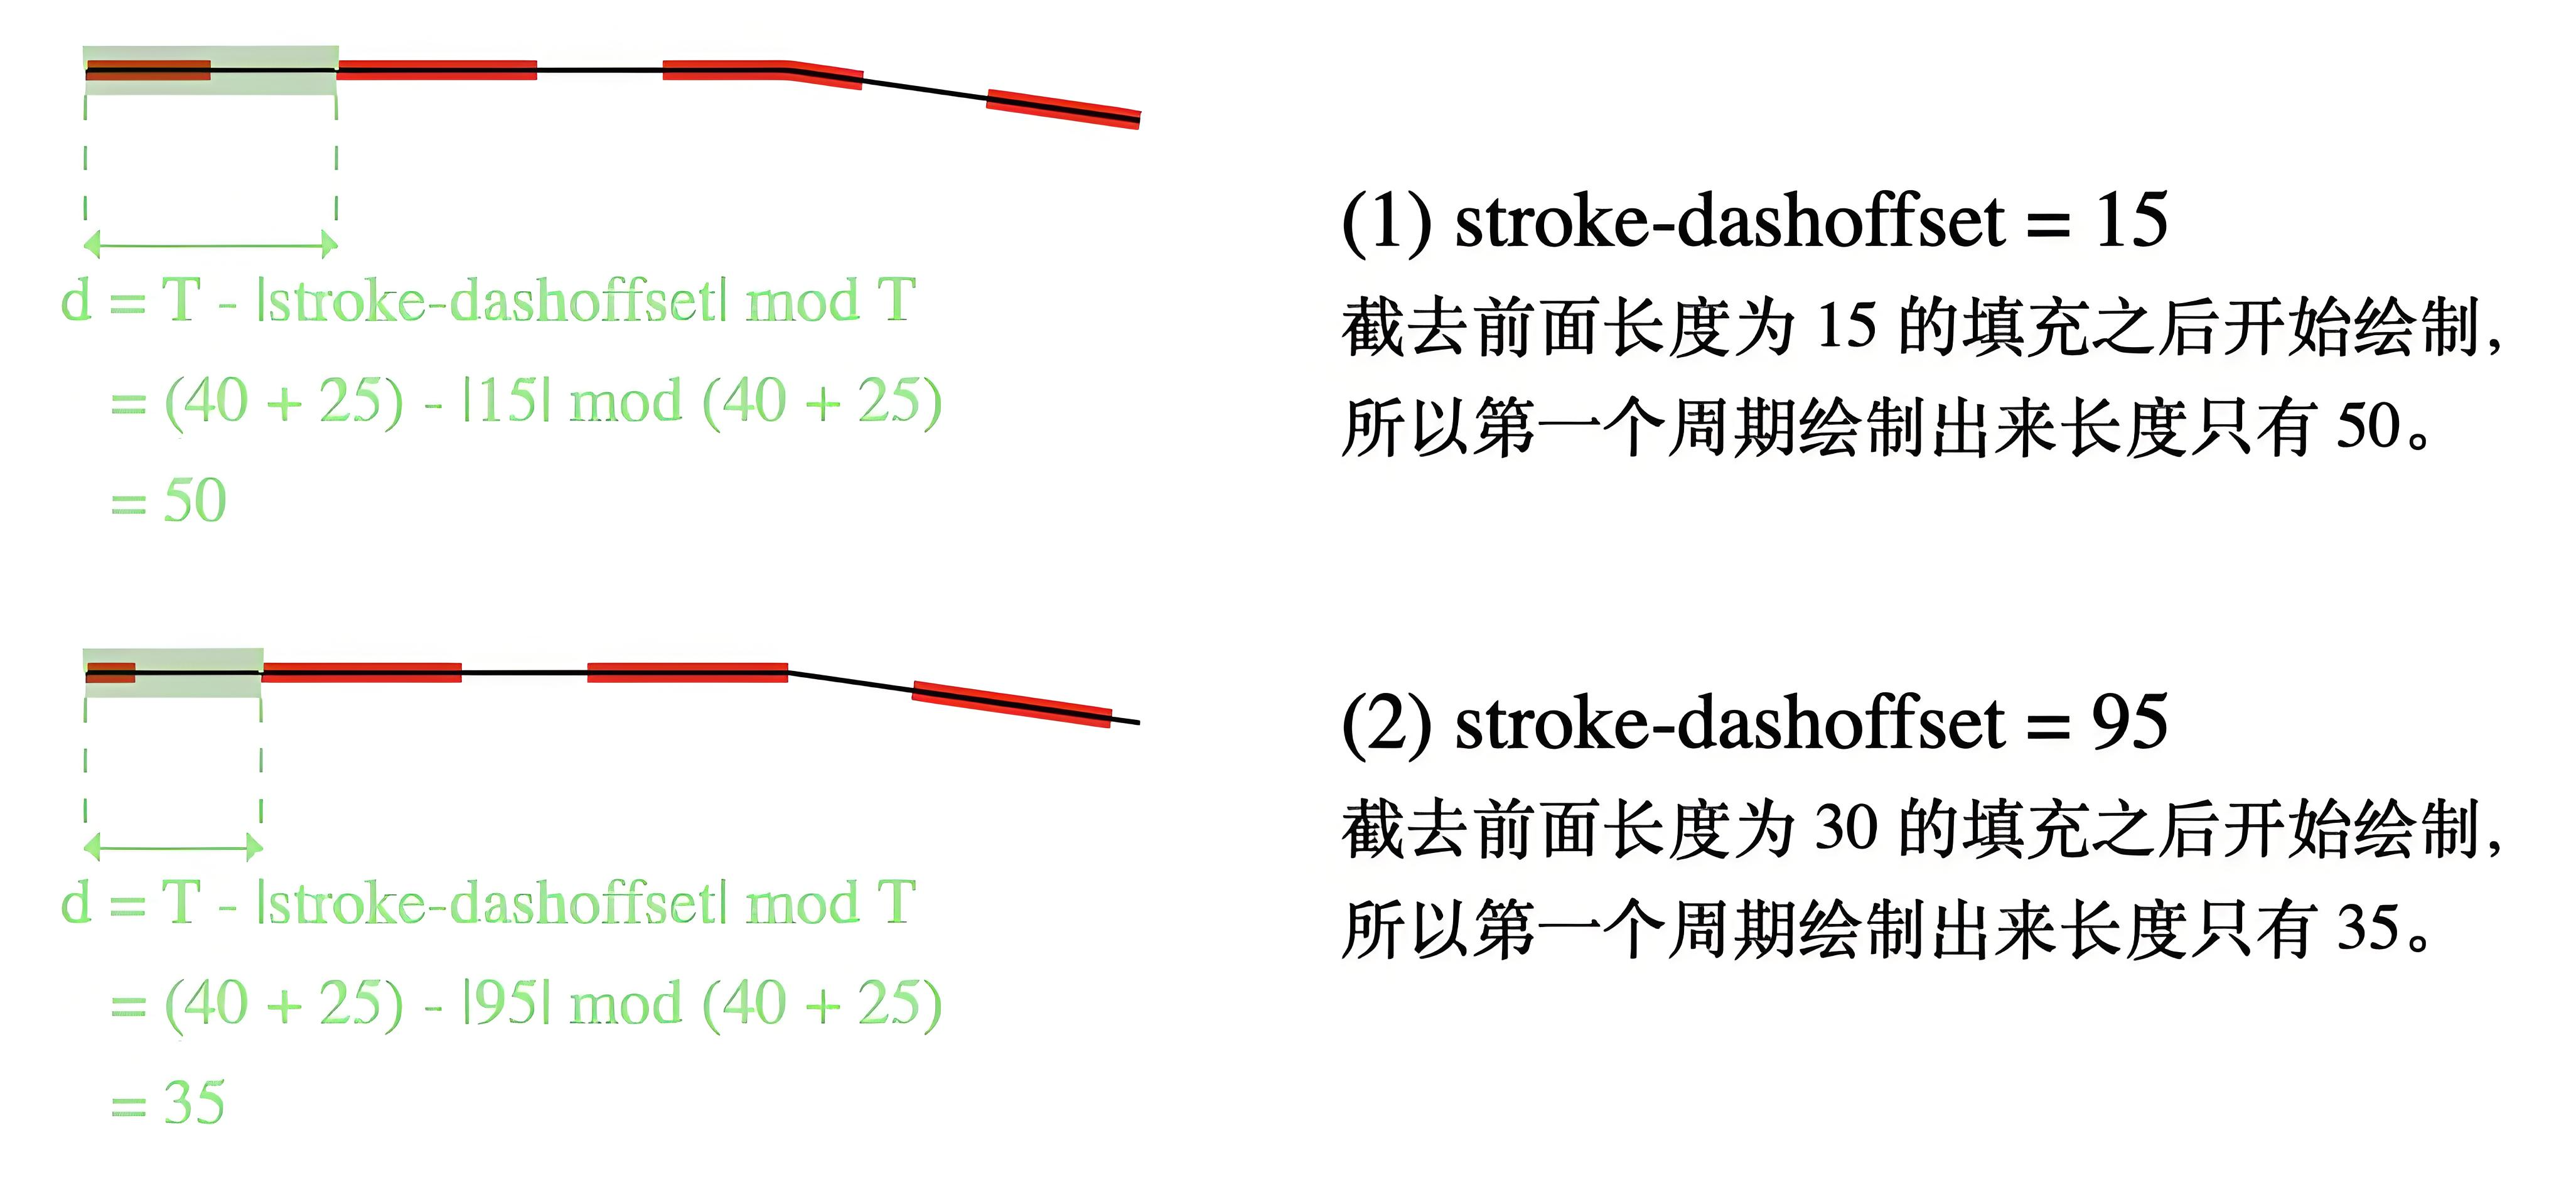 d = T - |stroke-dashoffset| mod T
= (40 + 25) - |15| mod (40 + 25)
= 50
(1) stroke-dashoffset = 15
截去前面长度为 15 的填充之后开始绘制，
所以第一个周期绘制出来长度只有 50。
d = T - |stroke-dashoffset| mod T
= (40 + 25) - |95| mod (40 + 25)
= 35
(2) stroke-dashoffset = 95
截去前面长度为 30 的填充之后开始绘制，
所以第一个周期绘制出来长度只有 35。